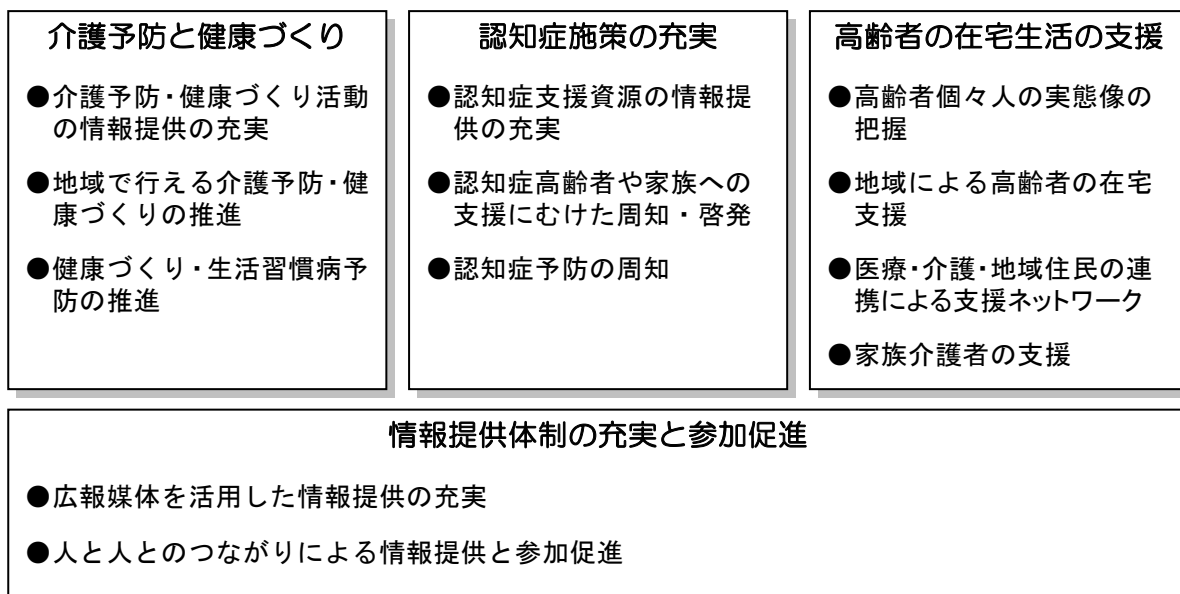 介護予防と健康づくり
●介護予防・健康づくり活動
の情報提供の充実
●地域で行える介護予防・健
康づくりの推進
●健康づくり・生活習慣病予
防の推進
認知症施策の充実
●認知症支援資源の情報提
供の充実
●認知症高齢者や家族への
支援にむけた周知・啓発
●認知症予防の周知
高齢者の在宅生活の支援
●高齢者個々人の実態像の
把握
●地域による高齢者の在宅
支援
●医療・介護・地域住民の連
携による支援ネットワーク
●家族介護者の支援
情報提供体制の充実と参加促進
●広報媒体を活用した情報提供の充実
●人と人とのつながりによる情報提供と参加促進